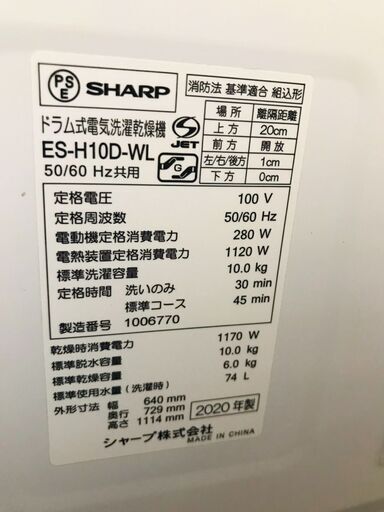 PSE SHARP
消防法 基準適合 組込形
場所 離隔距離
上方 20cm
前方 開放
左/右/後方 1cm
下方 0cm
ドラム式電気洗濯乾燥機
S JET
ES-H10D-WL
50/60 Hz共用
G
定格電圧 100 V
定格周波数 50/60 Hz
電動機定格消費電力 280 W
電熱装置定格消費電力 1120 W
標準洗濯容量 10.0 kg
定格時間 洗いのみ 30 min
標準コース 45 min
製造番号 1006770
乾燥時消費電力 1170 W
標準脱水容量 10.0 kg
標準乾燥容量 6.0 kg
標準使用水量(洗濯時) 74 L
外形寸法 幅 640 mm
奥行 729 mm
高さ 1114 mm
2020 年製
シャープ株式会社
MADE IN CHINA